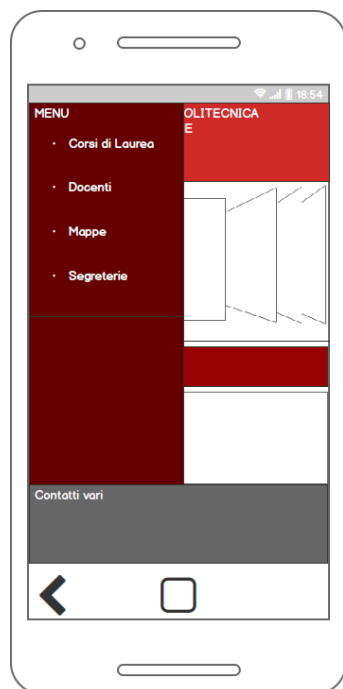 18:54
MENU
OLITECNICA
E
· Corsi di Laurea
· Docenti
· Mappe
· Segreterie
Contatti vari